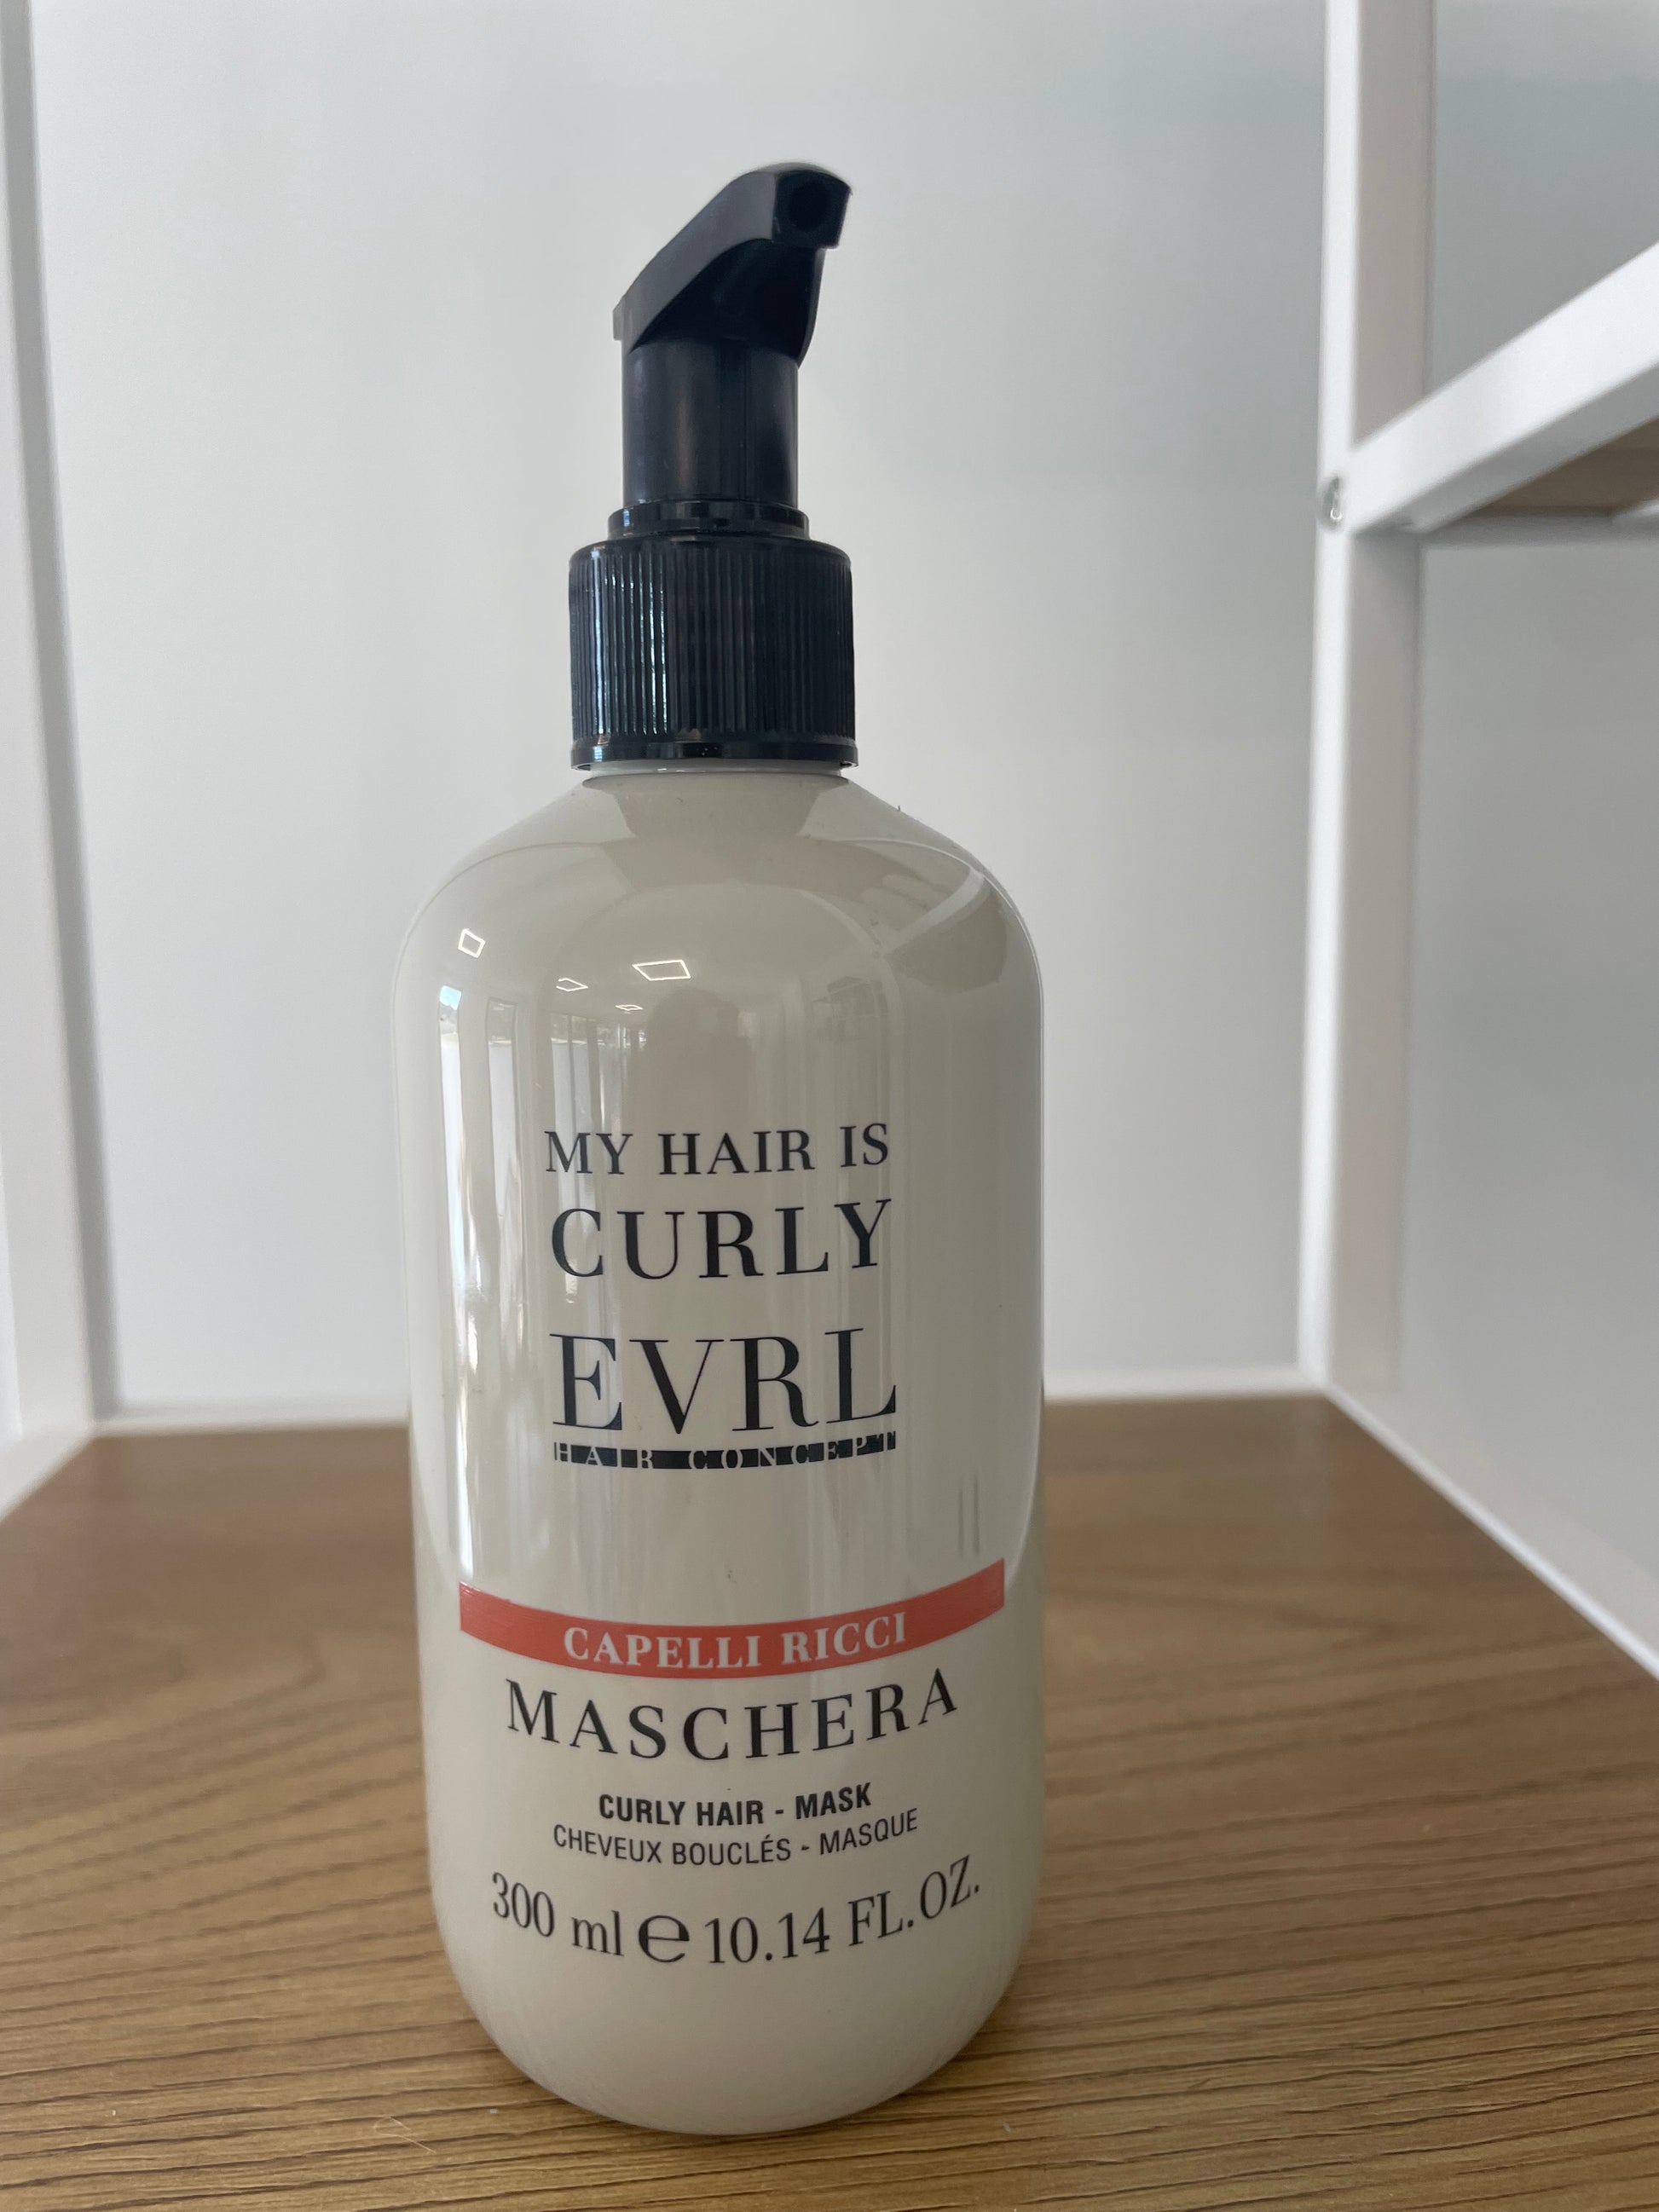 MY HAIR IS
CURLY
EVRL
HAIR CONCEPT
CAPELLI RICCI
MASCHERA
CURLY HAIR - MASK
CHEVEUX BOUCLÉS - MASQUE
300 ml ℮ 10.14 FL.OZ.